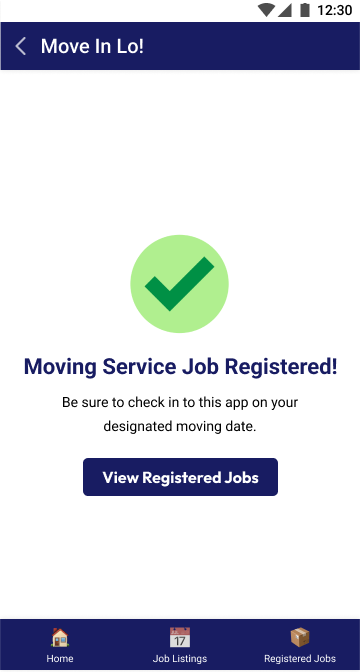 12:30
Move In Lo!
Moving Service Job Registered!
Be sure to check in to this app on your
designated moving date.
View Registered Jobs
17
Home
Job Listings
Registered Jobs